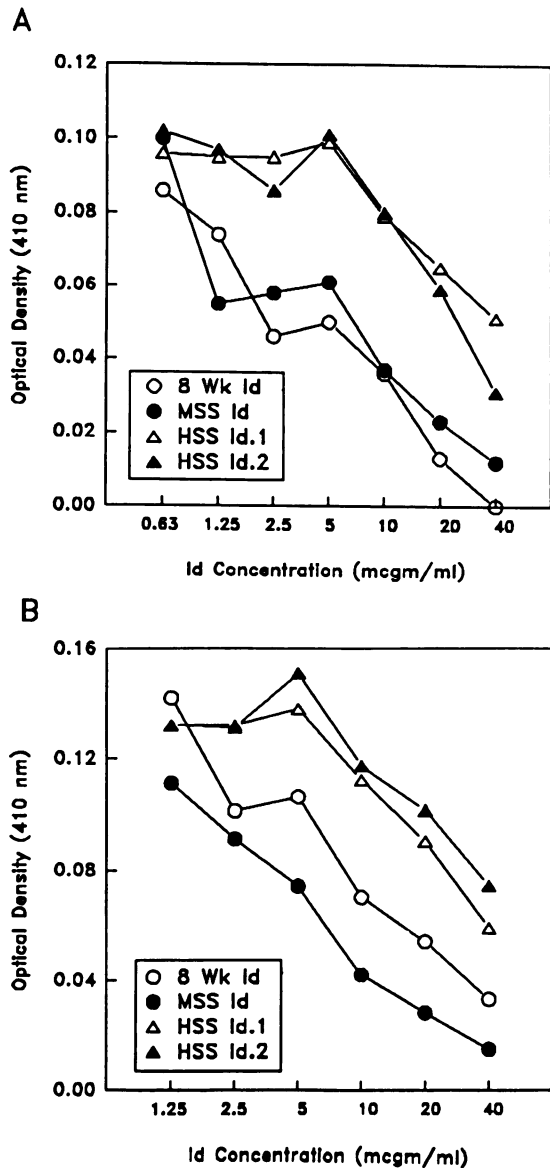 A
0.12
0.10
0.08
0.06
0.04
0.02
0.00
Optical Density (410 nm)
8 Wk Id
MSS Id
HSS Id.1
HSS Id.2
0.63 1.25 2.5 5 10 20 40
Id Concentration (mcgm/ml)
B
0.16
0.12
0.08
0.04
0.00
Optical Density (410 nm)
8 Wk Id
MSS Id
HSS Id.1
HSS Id.2
1.25 2.5 5 10 20 40
Id Concentration (mcgm/ml)